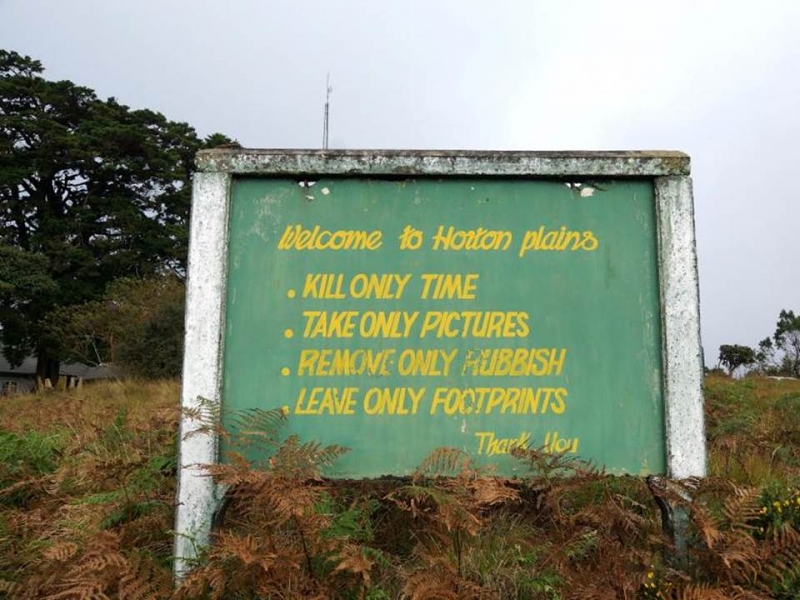 Welcome to Horton plains
. KILL ONLY TIME
. TAKE ONLY PICTURES
. REMOVE ONLY RUBBISH
. LEAVE ONLY FOOTPRINTS
Thank You